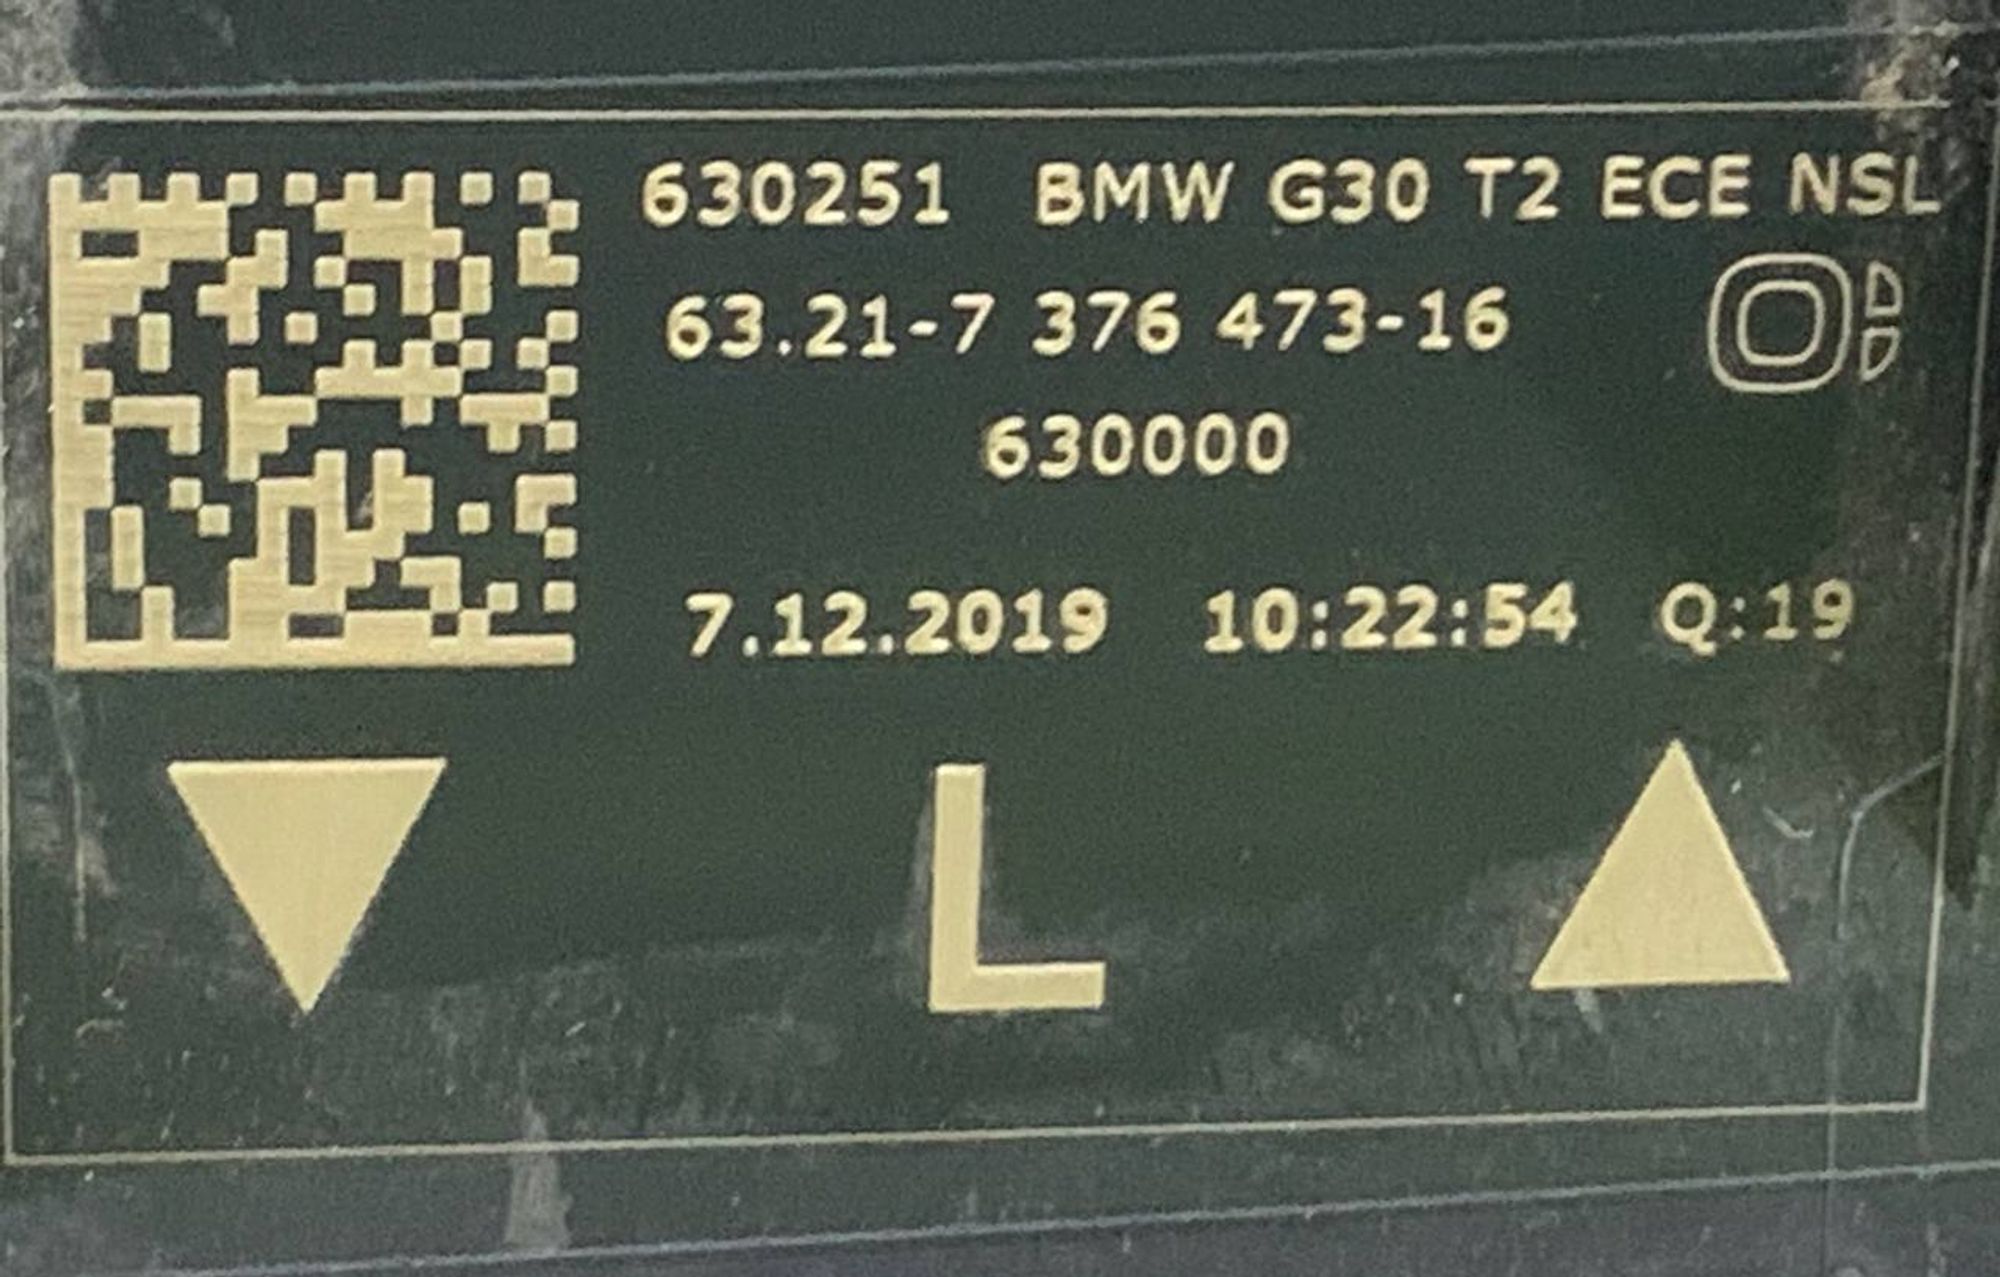 630251 BMW G30 T2 ECE NSL
63.21-7 376 473-16
630000
7.12.2019 10:22:54 Q:19
L